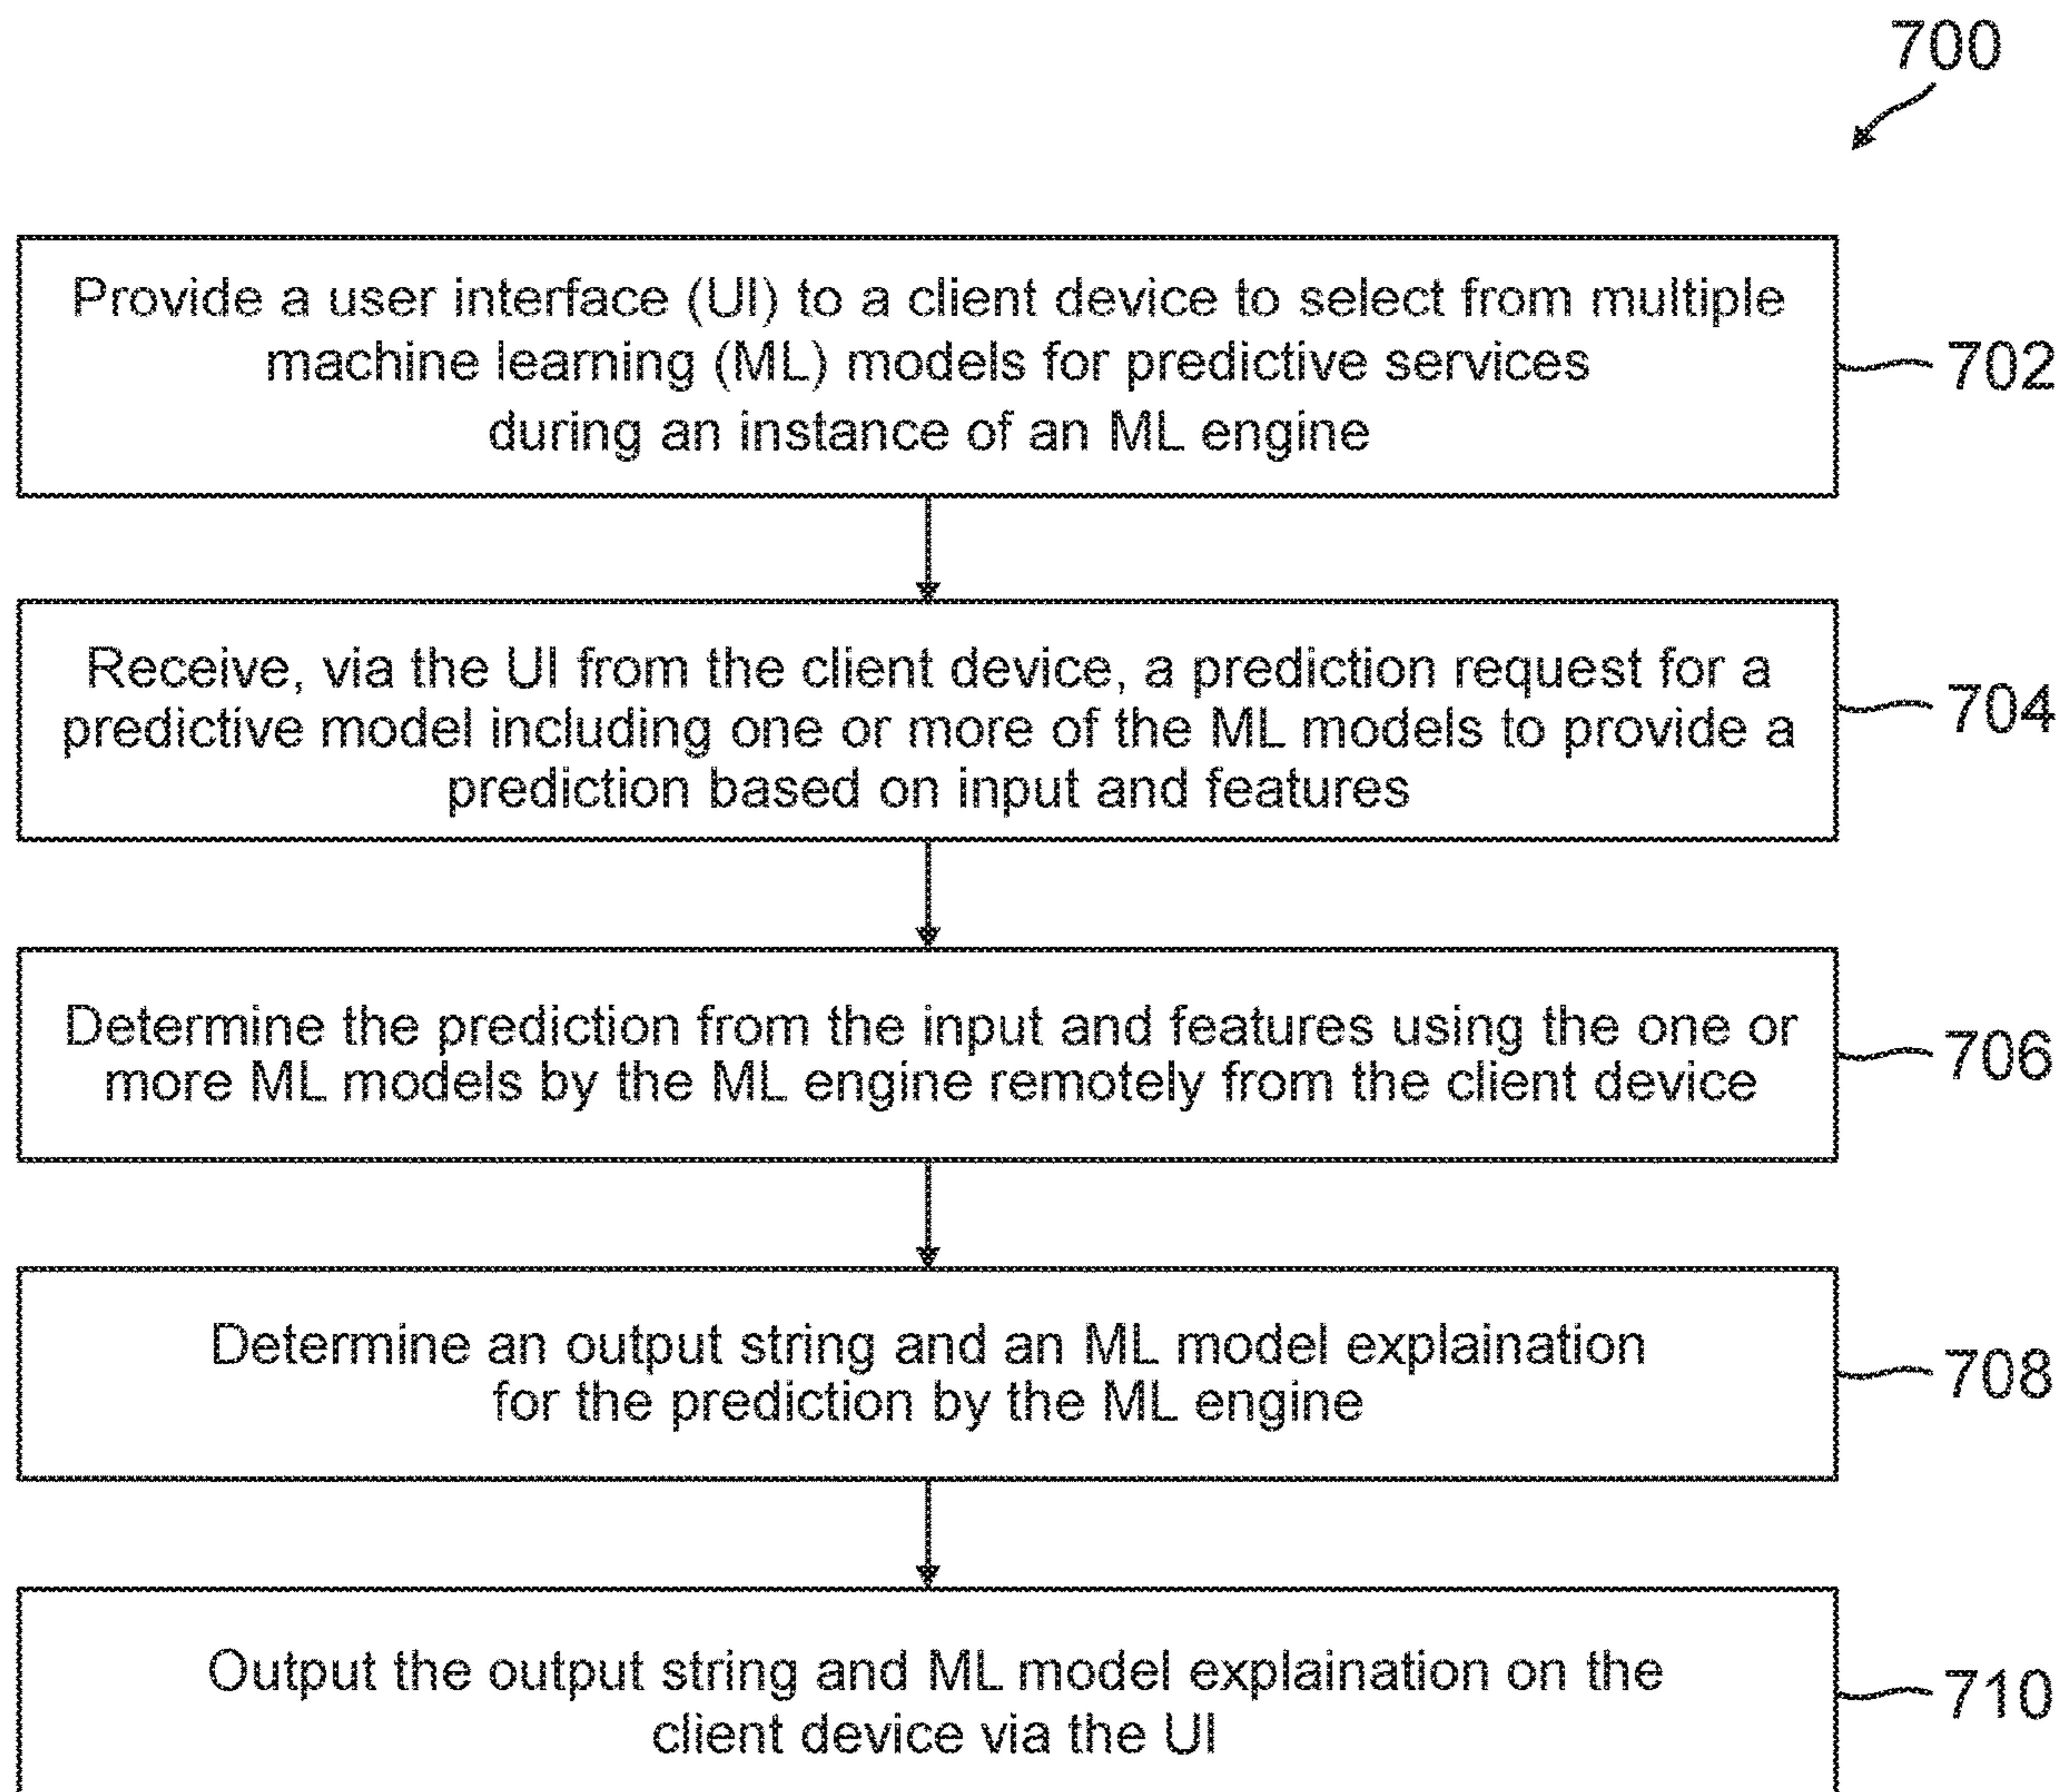 700
Provide a user interface (UI) to a client device to select from multiple
machine learning (ML) models for predictive services
during an instance of an ML engine
702
Receive, via the UI from the client device, a prediction request for a
predictive model including one or more of the ML models to provide a
prediction based on input and features
704
Determine the prediction from the input and features using the one or
more ML models by the ML engine remotely from the client device
706
Determine an output string and an ML model explaination
for the prediction by the ML engine
708
Output the output string and ML model explaination on the
client device via the UI
710